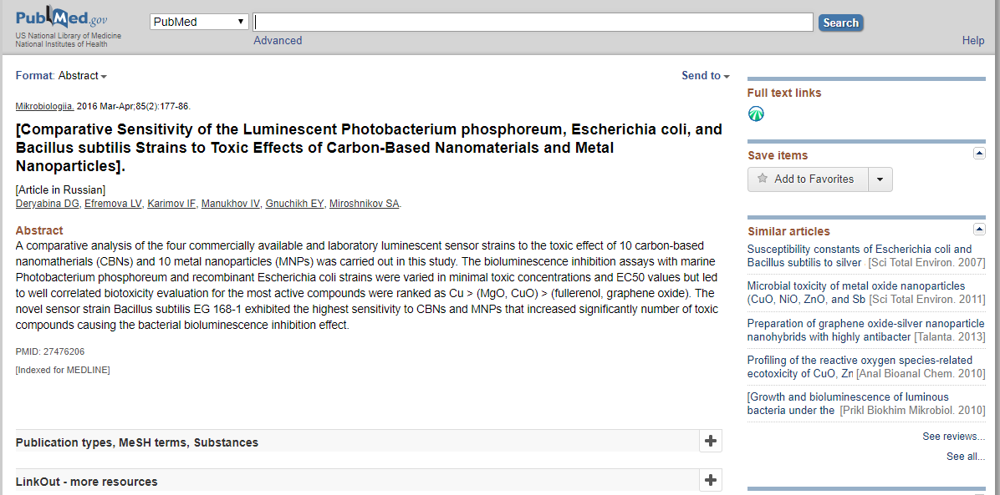 PubMed.gov
US National Library of Medicine
National Institutes of Health
PubMed
Search
Advanced
Help
Format: Abstract
Send to
Mikrobiologiia. 2016 Mar-Apr;85(2):177-86.
[Comparative Sensitivity of the Luminescent Photobacterium phosphoreum, Escherichia coli, and
Bacillus subtilis Strains to Toxic Effects of Carbon-Based Nanomaterials and Metal
Nanoparticles].
[Article in Russian]
Deryabina DG, Efremova LV, Karimov IF, Manukhov IV, Gnuchikh EY, Miroshnikov SA.
Abstract
A comparative analysis of the four commercially available and laboratory luminescent sensor strains to the toxic effect of 10 carbon-based
nanomatherials (CBNs) and 10 metal nanoparticles (MNPs) was carried out in this study. The bioluminescence inhibition assays with marine
Photobacterium phosphoreum and recombinant Escherichia coli strains were varied in minimal toxic concentrations and EC50 values but led
to well correlated biotoxicity evaluation for the most active compounds were ranked as Cu > (MgO, CuO) > (fullerenol, graphene oxide). The
novel sensor strain Bacillus subtilis EG 168-1 exhibited the highest sensitivity to CBNs and MNPs that increased significantly number of toxic
compounds causing the bacterial bioluminescence inhibition effect.
PMID: 27476206
[Indexed for MEDLINE]
Publication types, MeSH terms, Substances
LinkOut - more resources
Full text links
Save items
Add to Favorites
Similar articles
Susceptibility constants of Escherichia coli and
Bacillus subtilis to silver [Sci Total Environ. 2007]
Microbial toxicity of metal oxide nanoparticles
(CuO, NiO, ZnO, and Sb [Sci Total Environ. 2011]
Preparation of graphene oxide-silver nanoparticle
nanohybrids with highly antibacter [Talanta. 2013]
Profiling of the reactive oxygen species-related
ecotoxicity of CuO, Zn [Anal Bioanal Chem. 2010]
[Growth and bioluminescence of luminous
bacteria under the [Prikl Biokhim Mikrobiol. 2010]
See reviews...
See all...